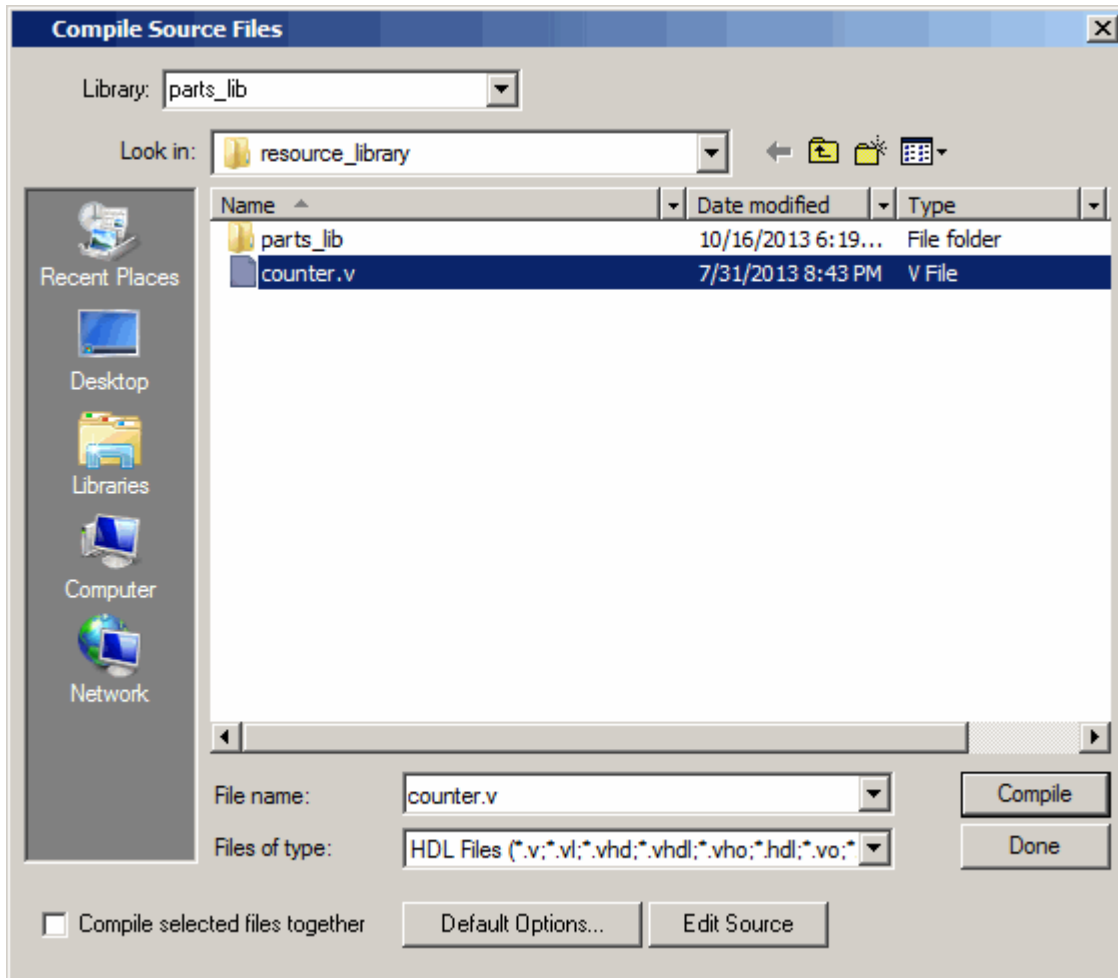 Compile Source Files
Library: parts_lib
Look in: resource_library
Name Date modified Type
parts_lib 10/16/2013 6:19... File folder
counter.v 7/31/2013 8:43 PM V File
Recent Places
Desktop
Libraries
Computer
Network
File name: counter.v Compile
Files of type: HDL Files (*.v;*.vl;*.vhd;*.vhdl;*.vho;*.hdl;*.vo;* Done
Compile selected files together Default Options... Edit Source